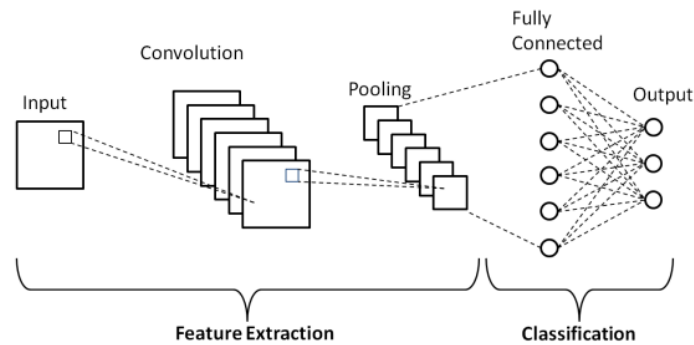 Input
Convolution
Pooling
Fully
Connected
Output
Feature Extraction
Classification